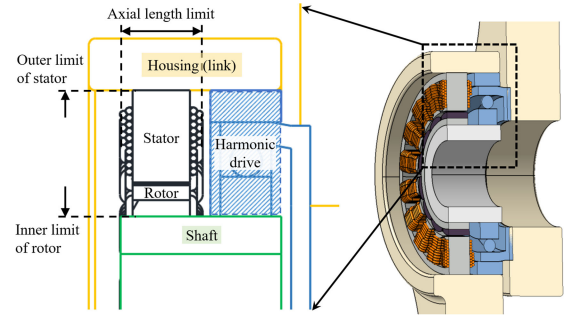 Axial length limit
Outer limit
of stator
Housing (link)
Stator
Harmonic
drive
Rotor
Inner limit
of rotor
Shaft